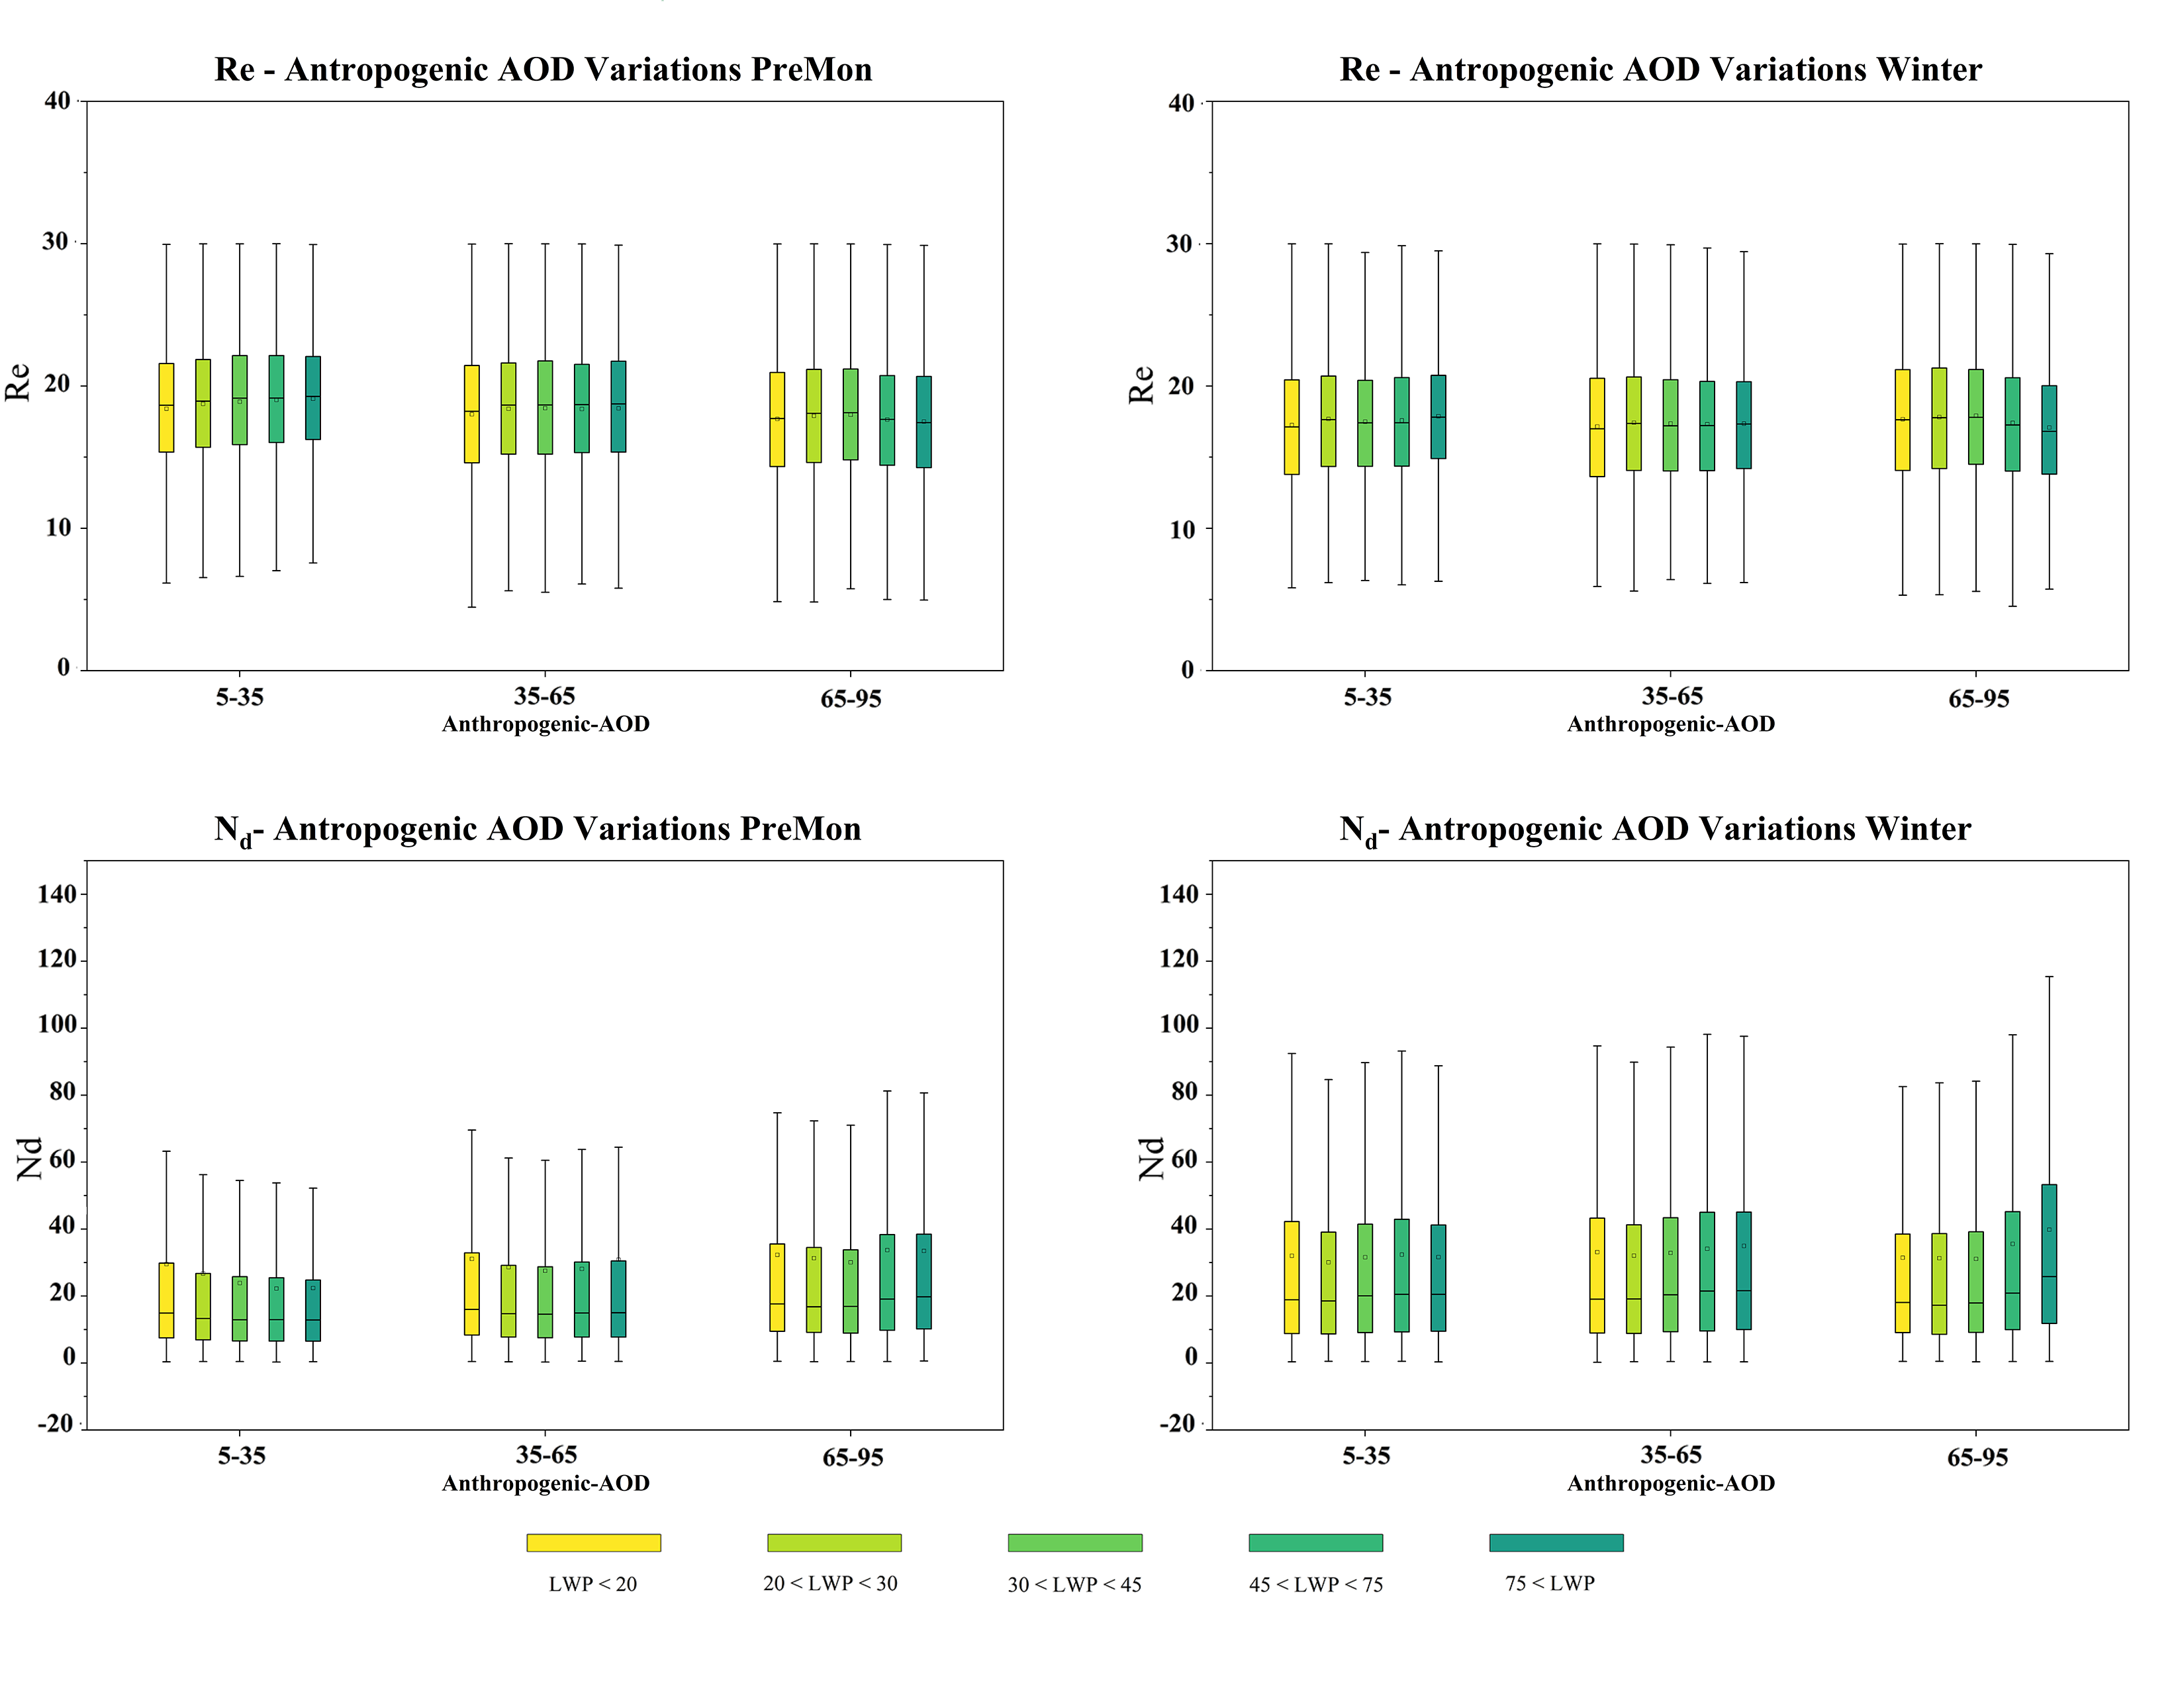 Re - Antropogenic AOD Variations PreMon
40
30
20
10
0
Re
5-35
35-65
65-95
Anthropogenic-AOD
Re - Antropogenic AOD Variations Winter
40
30
20
10
0
Re
5-35
35-65
65-95
Anthropogenic-AOD
Nd- Antropogenic AOD Variations PreMon
140
120
100
80
60
40
20
0
-20
Nd
5-35
35-65
65-95
Anthropogenic-AOD
Nd- Antropogenic AOD Variations Winter
140
120
100
80
60
40
20
0
-20
Nd
5-35
35-65
65-95
Anthropogenic-AOD
LWP < 20
20 < LWP < 30
30 < LWP < 45
45 < LWP < 75
75 < LWP